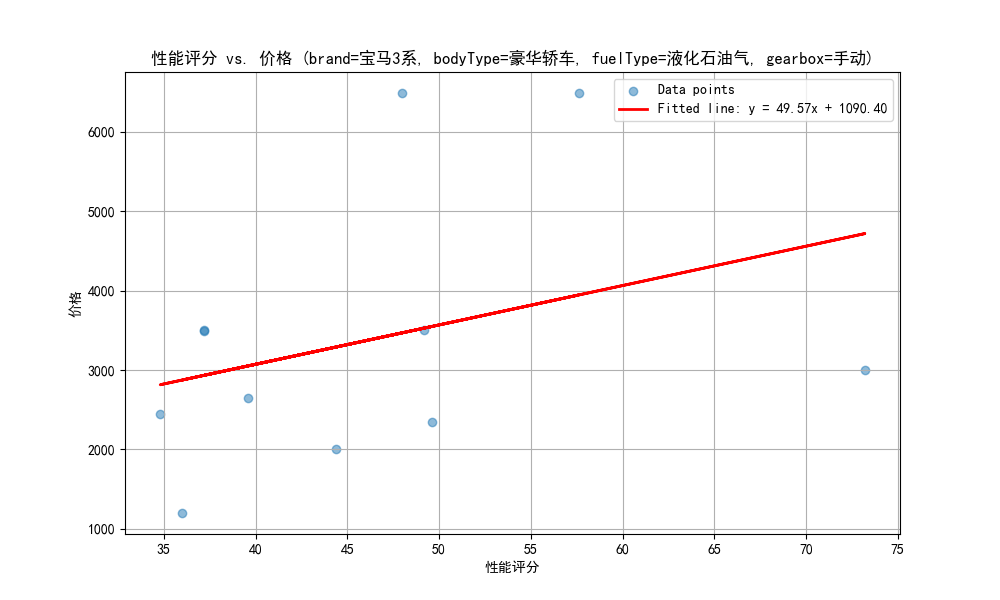 性能评分 vs. 价格 (brand=宝马3系, bodyType=豪华轿车, fuelType=液化石油气, gearbox=手动)
Data points
Fitted line: y = 49.57x + 1090.40
6000
5000
4000
3000
2000
1000
价格
35 40 45 50 55 60 65 70 75
性能评分